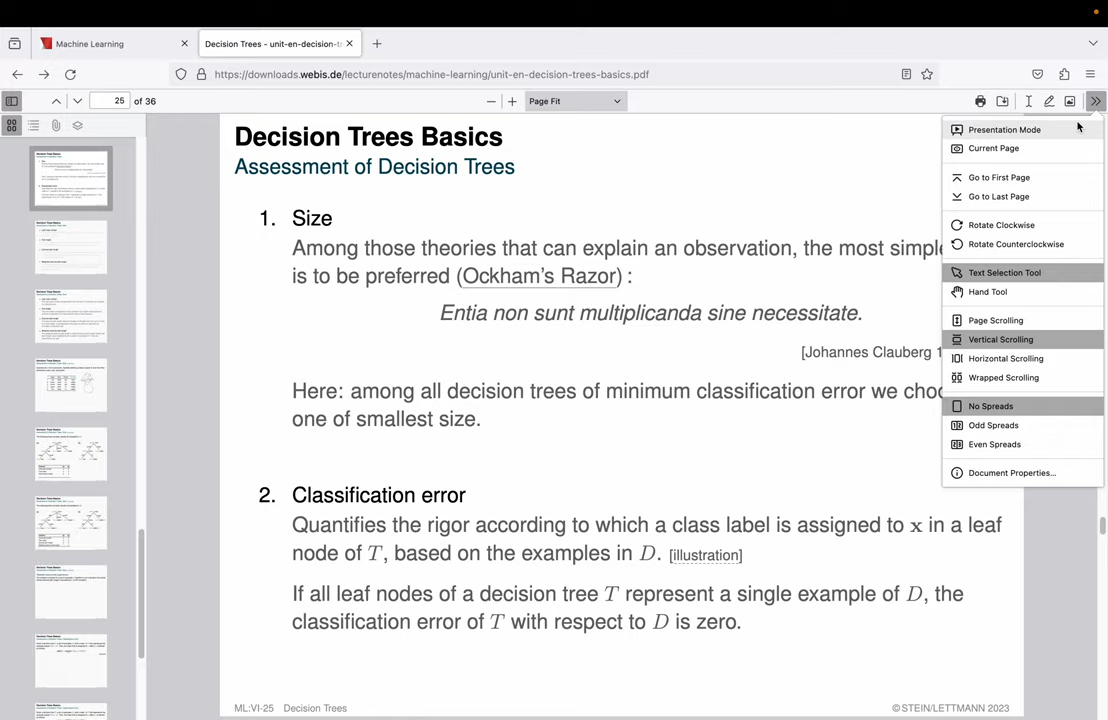 Machine Learning
Decision Trees - unit-en-decision-tr
https://downloads.webis.de/lecturenotes/machine-learning/unit-en-decision-trees-basics.pdf
25 of 36
Page Fit
Presentation Mode
Current Page
Go to First Page
Go to Last Page
Rotate Clockwise
Rotate Counterclockwise
Text Selection Tool
Hand Tool
Page Scrolling
Vertical Scrolling
Horizontal Scrolling
Wrapped Scrolling
No Spreads
Odd Spreads
Even Spreads
Document Properties...
Decision Trees Basics
Assessment of Decision Trees
1. Size
Among those theories that can explain an observation, the most simple
is to be preferred (Ockham's Razor) :
Entia non sunt multiplicanda sine necessitate.
[Johannes Clauberg 1
Here: among all decision trees of minimum classification error we choo
one of smallest size.
2. Classification error
Quantifies the rigor according to which a class label is assigned to x in a leaf
node of T, based on the examples in D. [illustration]
If all leaf nodes of a decision tree T represent a single example of D, the
classification error of T with respect to D is zero.
ML:VI-25 Decision Trees
© STEIN/LETTMANN 2023